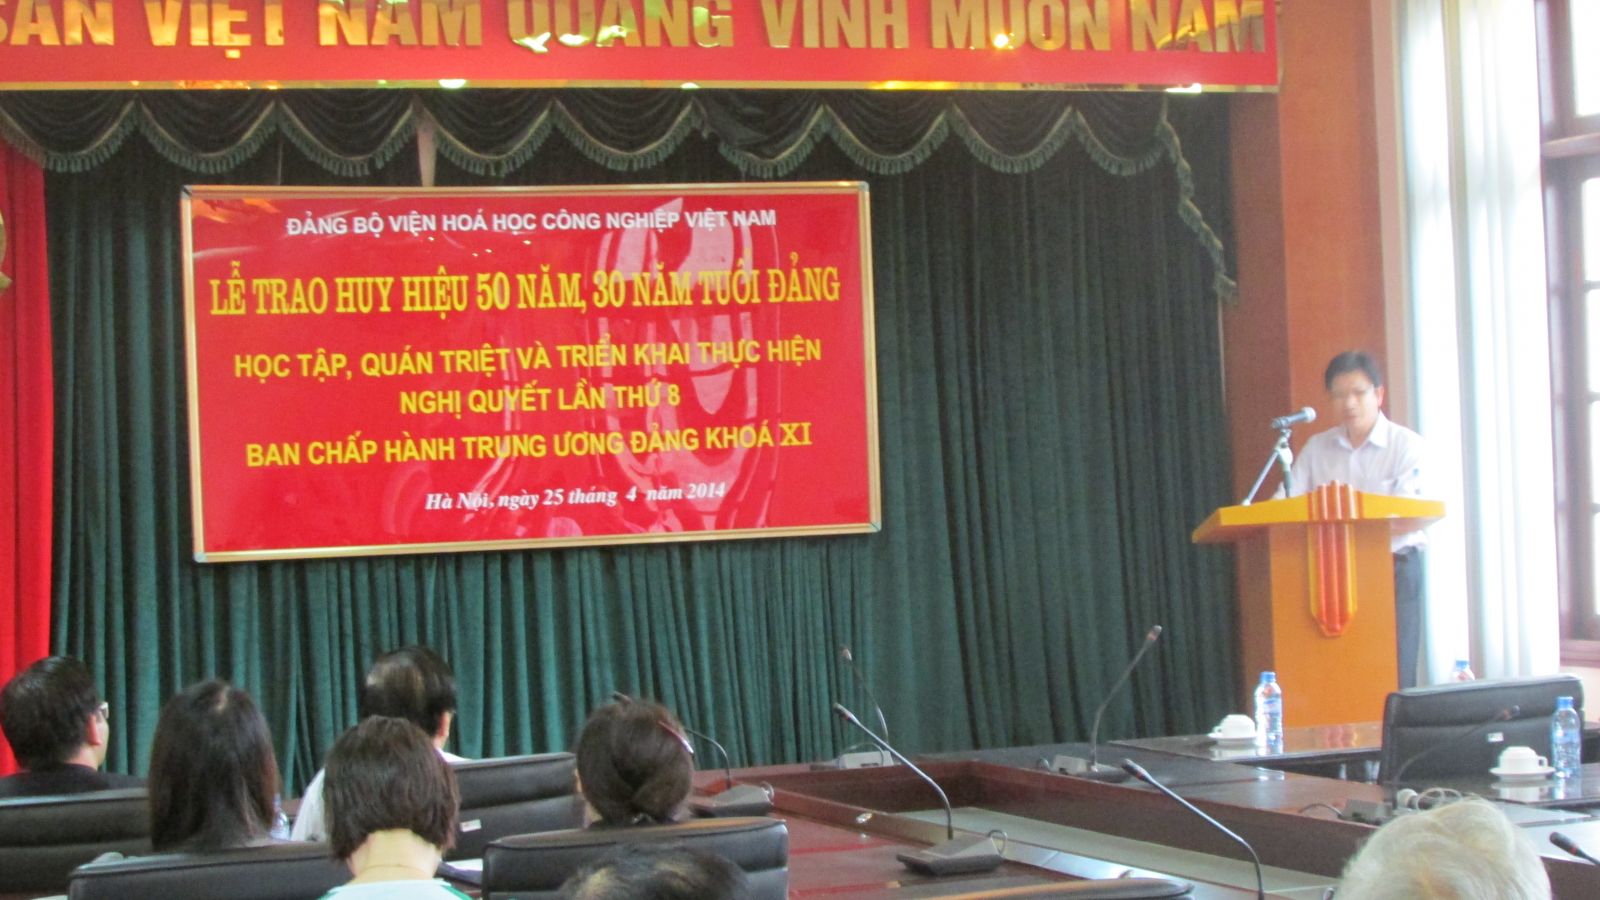 SẢN VIỆT NAM QUANG VINH MUÔN NĂM
ĐẢNG BỘ VIỆN HOÁ HỌC CÔNG NGHIỆP VIỆT NAM
LỄ TRAO HUY HIỆU 50 NĂM, 30 NĂM TUỔI ĐẢNG
HỌC TẬP, QUÁN TRIỆT VÀ TRIỂN KHAI THỰC HIỆN
NGHỊ QUYẾT LẦN THỨ 8
BAN CHẤP HÀNH TRUNG ƯƠNG ĐẢNG KHOÁ XI
Hà Nội, ngày 25 tháng 4 năm 2014